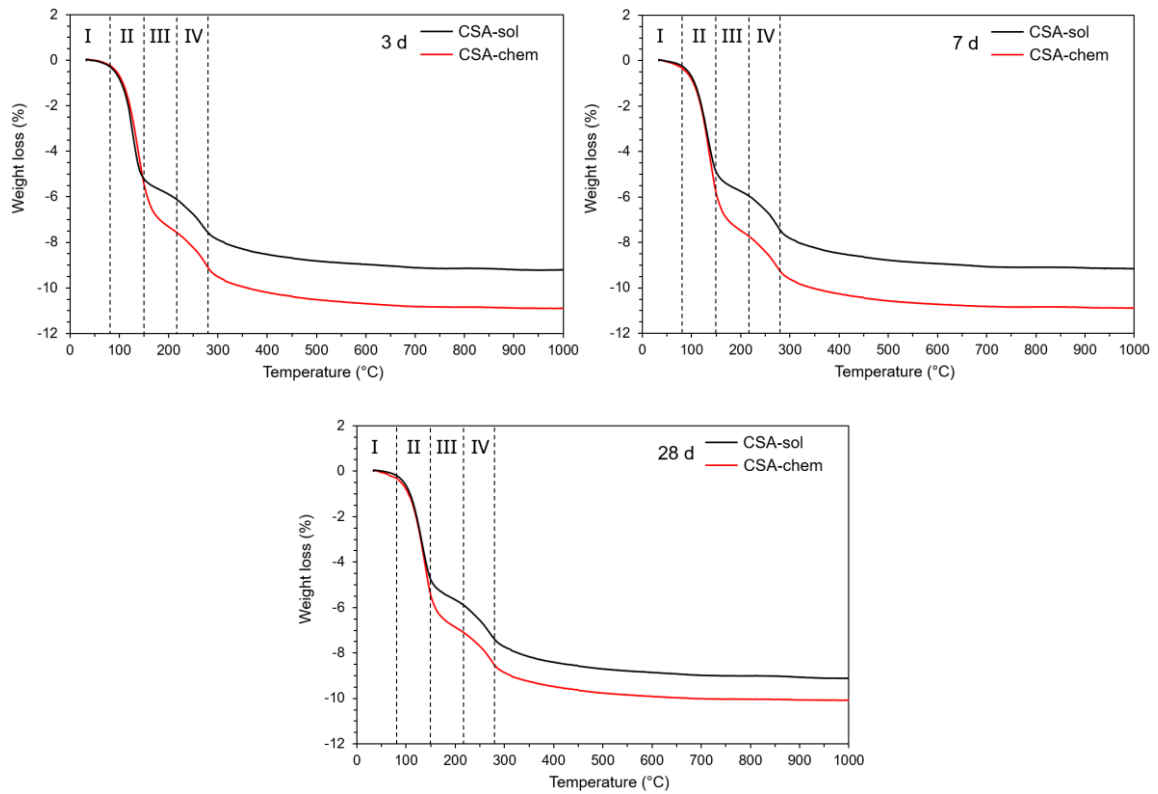 2
I II III IV
3 d
CSA-sol
CSA-chem
0
-2
-4
-6
-8
-10
-12
Weight loss (%)
0 100 200 300 400 500 600 700 800 900 1000
Temperature (°C)
2
I II III IV
7 d
CSA-sol
CSA-chem
0
-2
-4
-6
-8
-10
-12
Weight loss (%)
0 100 200 300 400 500 600 700 800 900 1000
Temperature (°C)
2
I II III IV
28 d
CSA-sol
CSA-chem
0
-2
-4
-6
-8
-10
-12
Weight loss (%)
0 100 200 300 400 500 600 700 800 900 1000
Temperature (°C)